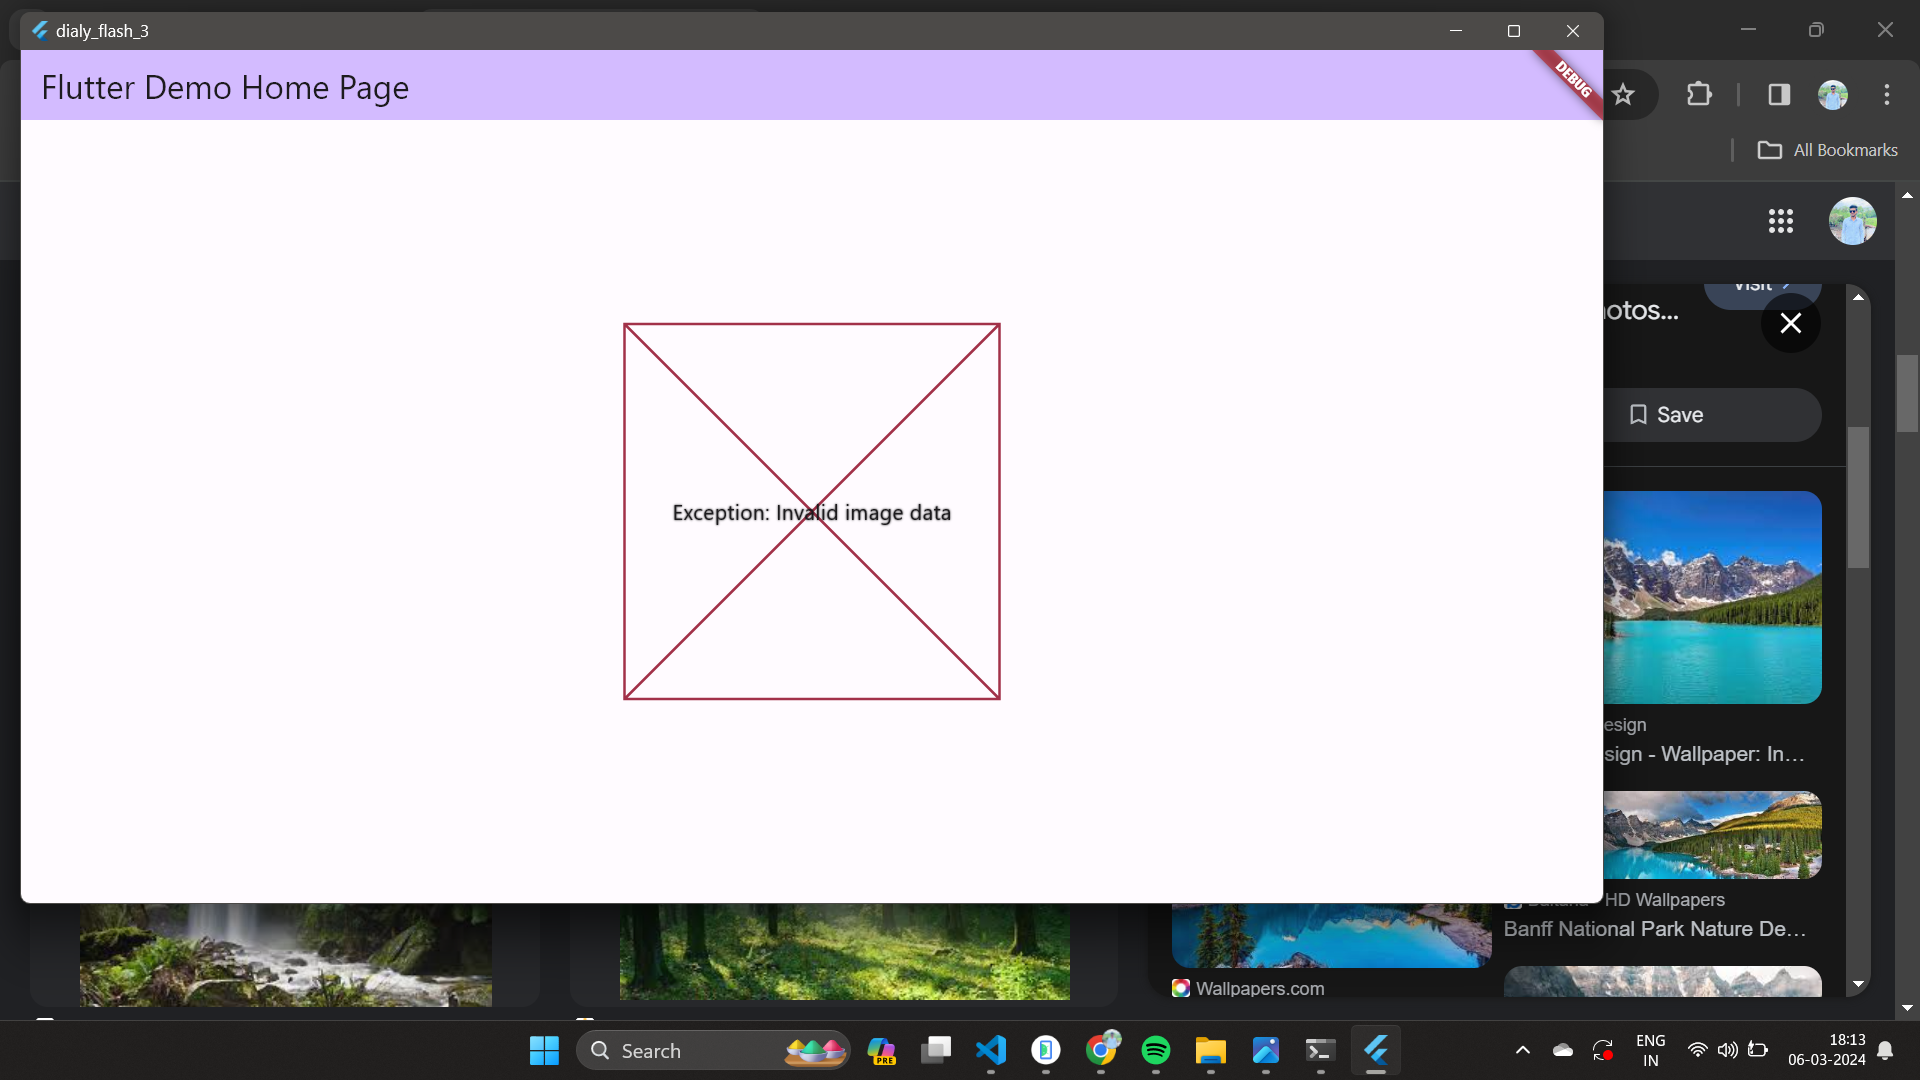 dialy_flash_3
Flutter Demo Home Page
DEBUG
All Bookmarks
Visit
otos...
Save
Exception: Invalid image data
esign
sign - Wallpaper: In...
HD Wallpapers
Banff National Park Nature De...
Wallpapers.com
Search
PRE
ENG
IN
18:13
06-03-2024